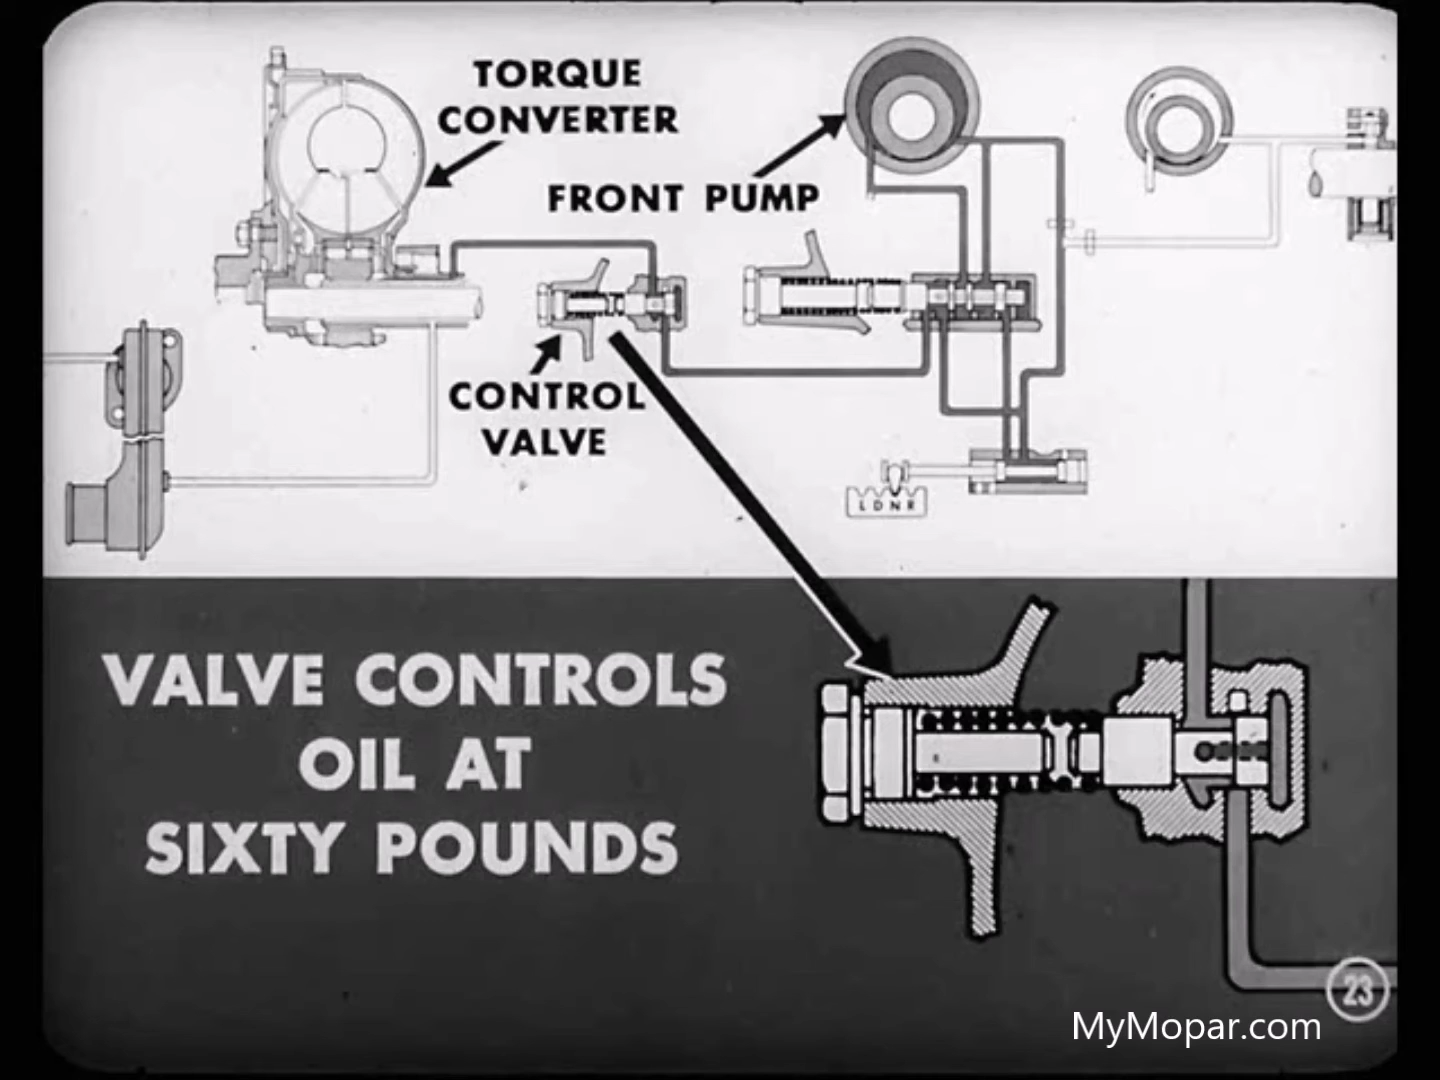 TORQUE
CONVERTER
FRONT PUMP
CONTROL
VALVE
L D N R
VALVE CONTROLS
OIL AT
SIXTY POUNDS
23
MyMopar.com